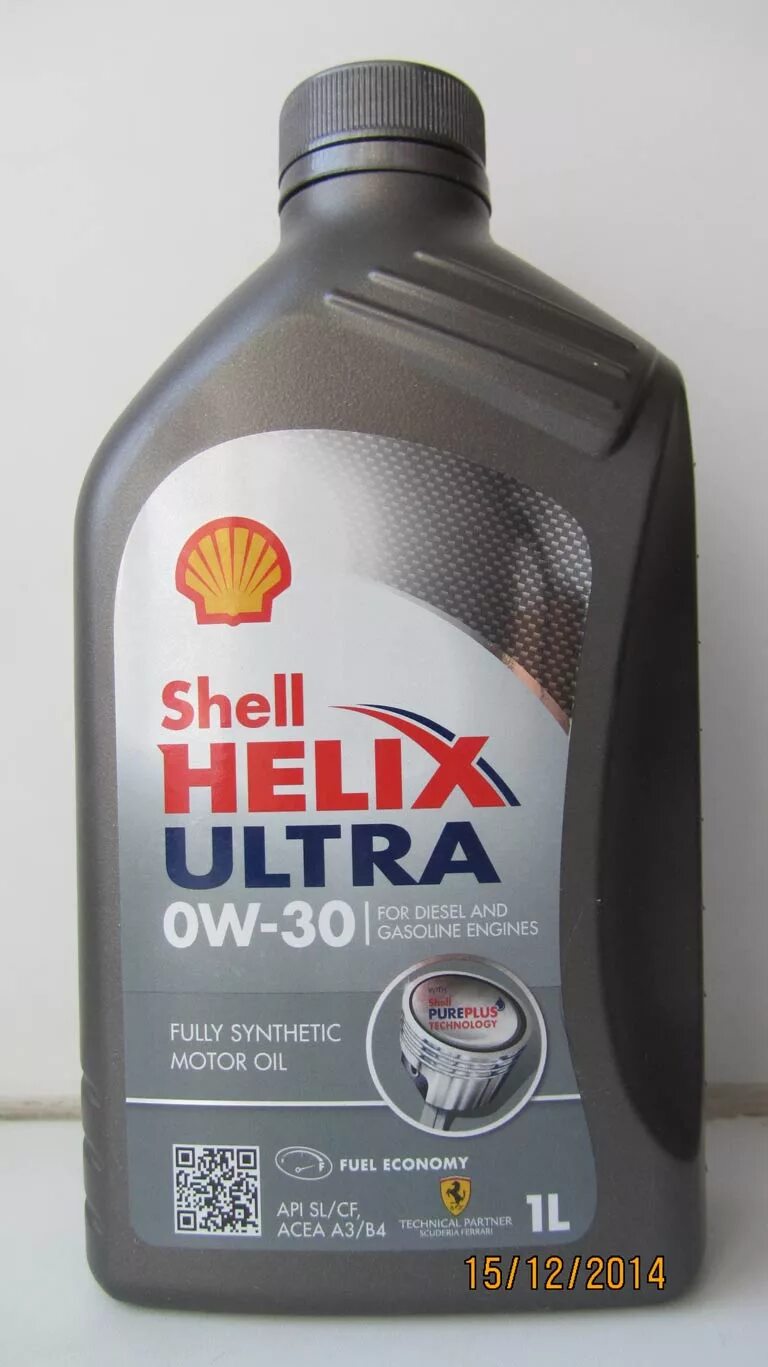 Shell
HELIX
ULTRA
0W-30
FOR DIESEL AND
GASOLINE ENGINES
WITH
Shell
PUREPLUS
TECHNOLOGY
FULLY SYNTHETIC
MOTOR OIL
FUEL ECONOMY
API SL/CF,
ACEA A3/B4
TECHNICAL PARTNER
SCUDERIA FERRARI
1L
15/12/2014